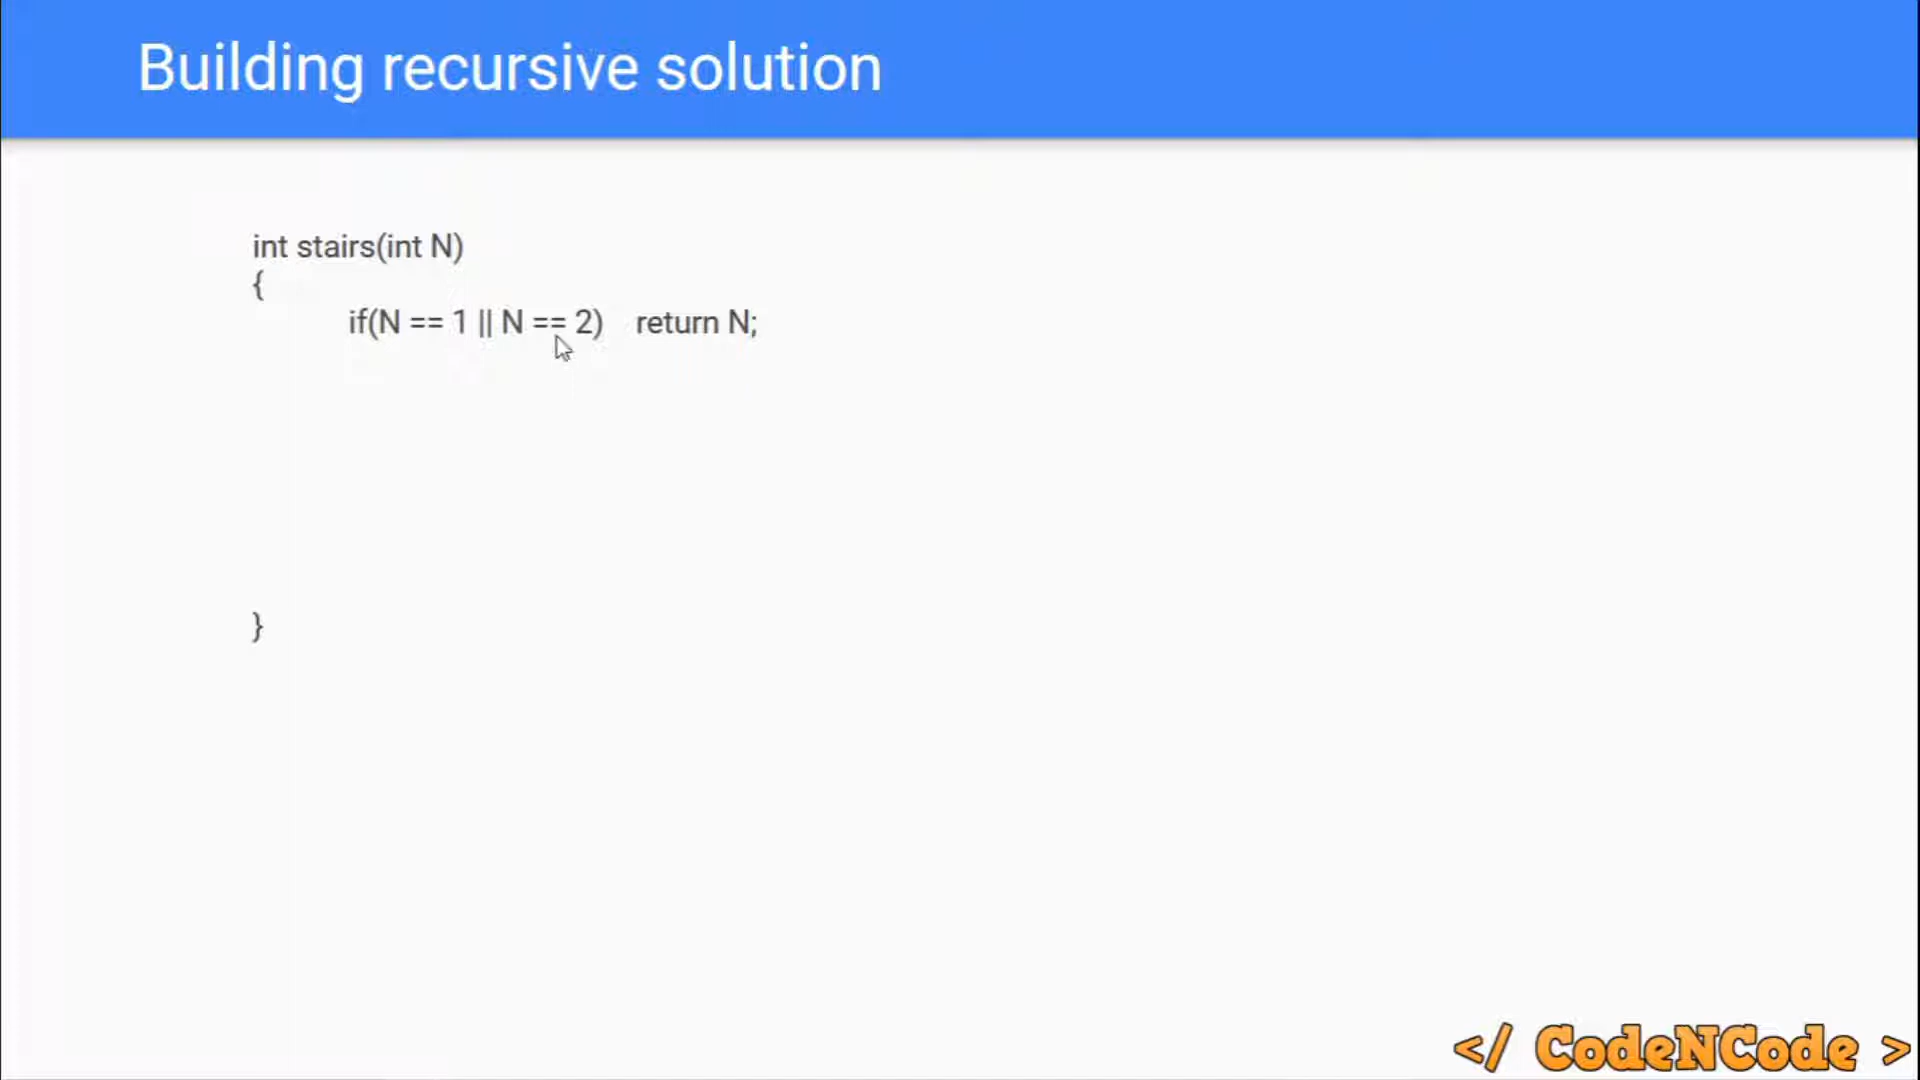 Building recursive solution
int stairs(int N)
{
if(N == 1 || N == 2) return N;
}
</ CodeNCode >